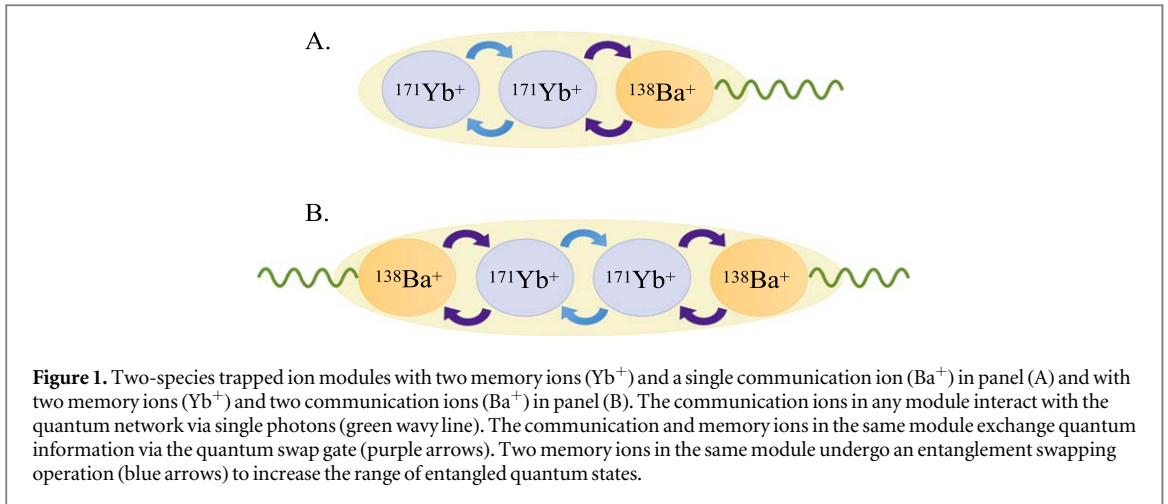 A.
171Yb+ 171Yb+ 138Ba+
B.
138Ba+ 171Yb+ 171Yb+ 138Ba+
Figure 1. Two-species trapped ion modules with two memory ions (Yb+) and a single communication ion (Ba+) in panel (A) and with
two memory ions (Yb+) and two communication ions (Ba+) in panel (B). The communication ions in any module interact with the
quantum network via single photons (green wavy line). The communication and memory ions in the same module exchange quantum
information via the quantum swap gate (purple arrows). Two memory ions in the same module undergo an entanglement swapping
operation (blue arrows) to increase the range of entangled quantum states.